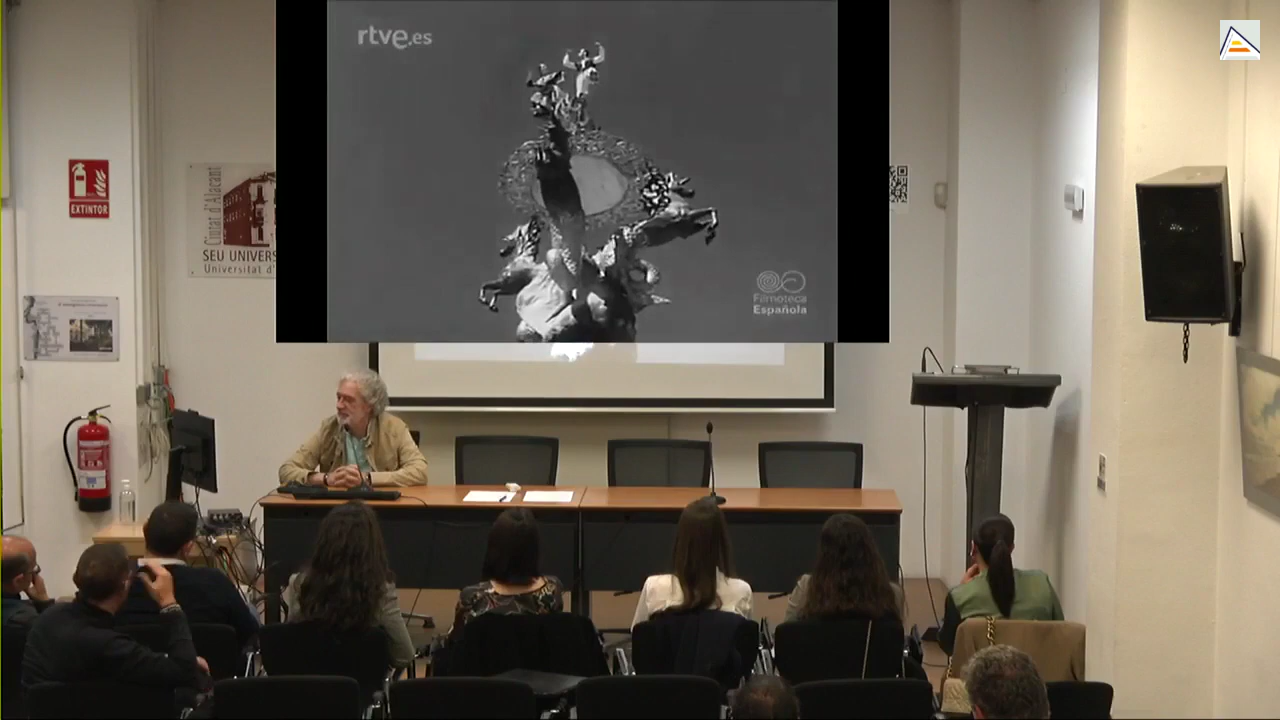 rtve.es
Filmoteca
Española
EXTINTOR
Ciutat d'Alacant
SEU UNIVERS
Universitat d'